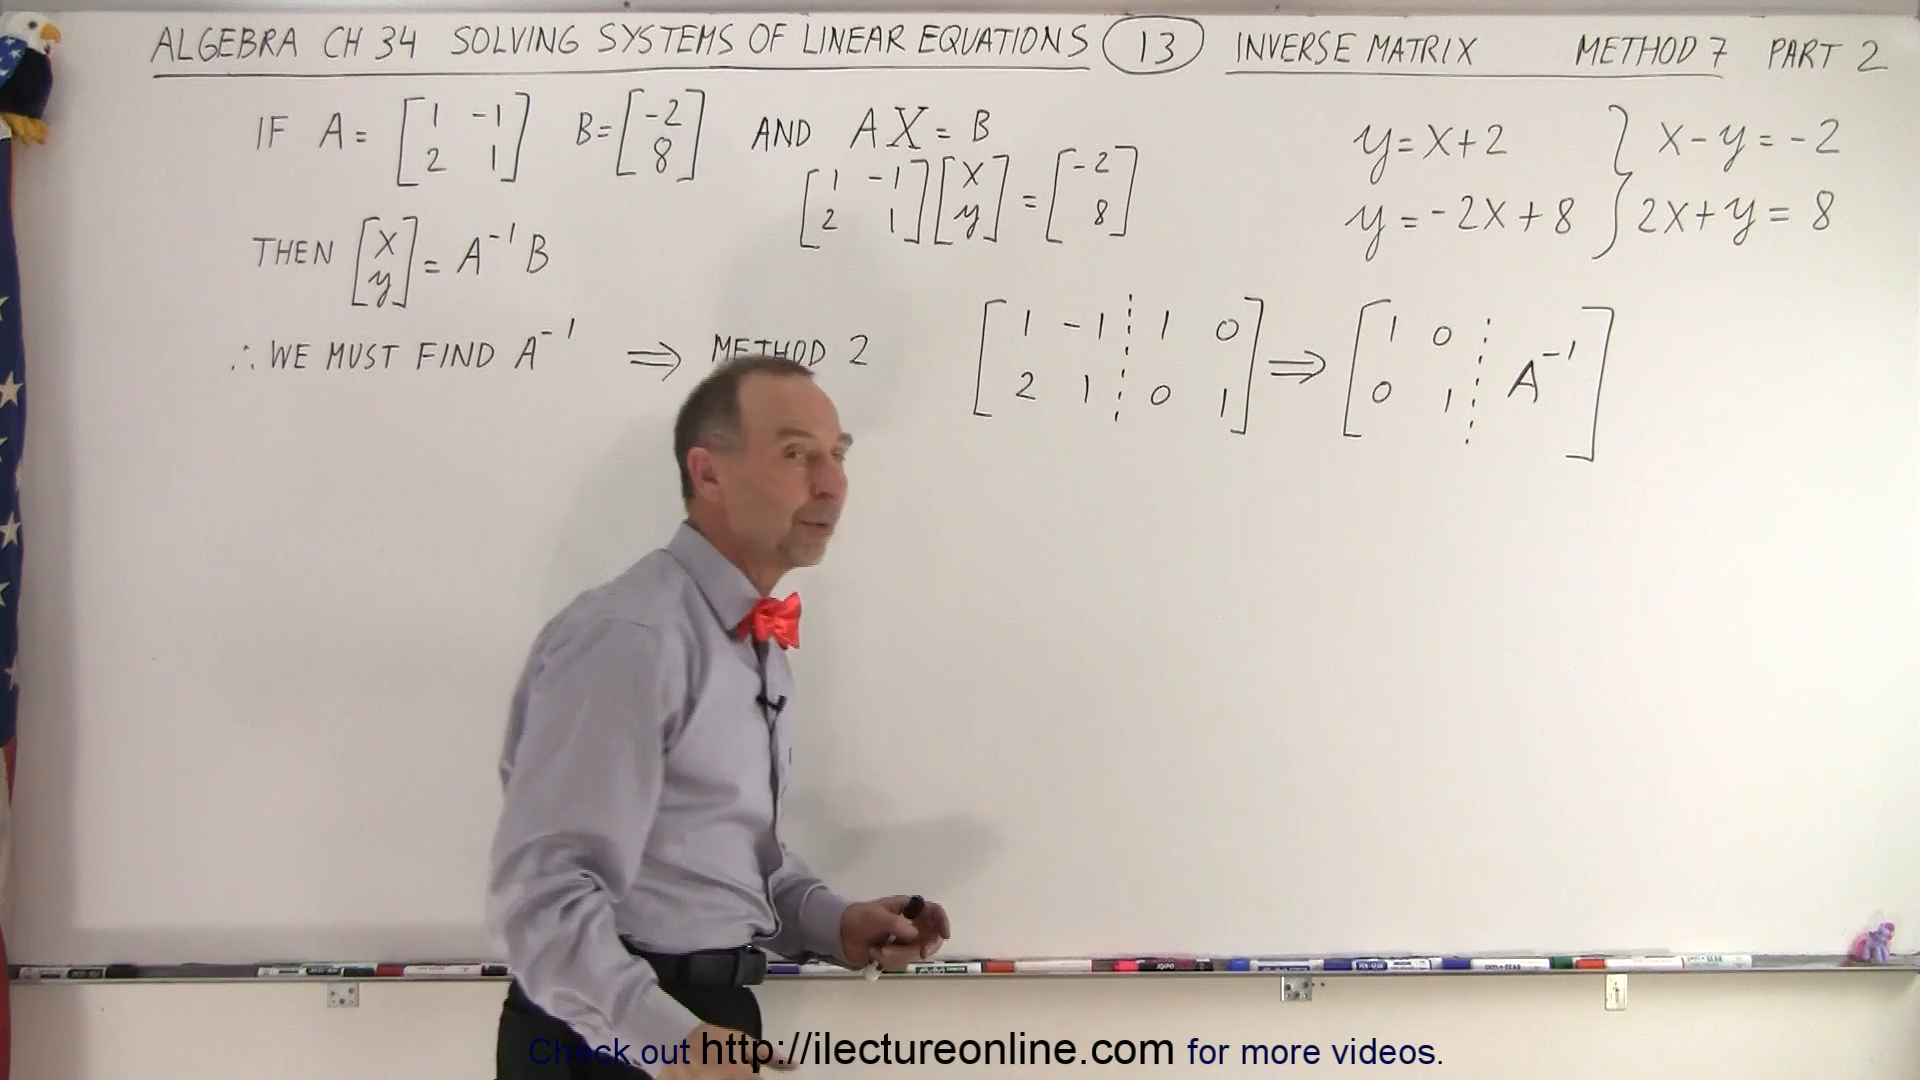 ALGEBRA CH 34 SOLVING SYSTEMS OF LINEAR EQUATIONS 13 INVERSE MATRIX METHOD 7 PART 2
IF A = [1 -1 B = [-2 AND AX = B
2 1] 8]
[1 -1 [x = [-2
2 1] y] 8]
THEN [x = A⁻¹B
y]
y = x + 2 } x - y = -2
y = -2x + 8 } 2x + y = 8
∴ WE MUST FIND A⁻¹ ⇒ METHOD 2
[1 -1 ⋮ 1 0 ⇒ [1 0 ⋮ A⁻¹]
2 1 ⋮ 0 1] 0 1 ⋮
Check out http://ilectureonline.com for more videos.